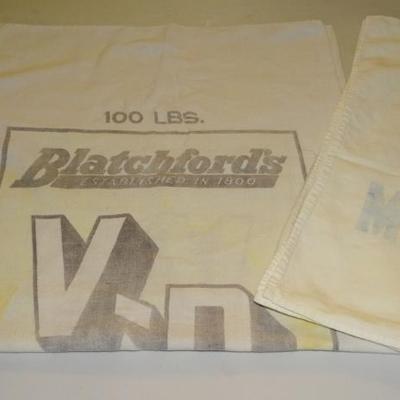 100 LBS.
Blatchford's
ESTABLISHED IN 1800
V-
M